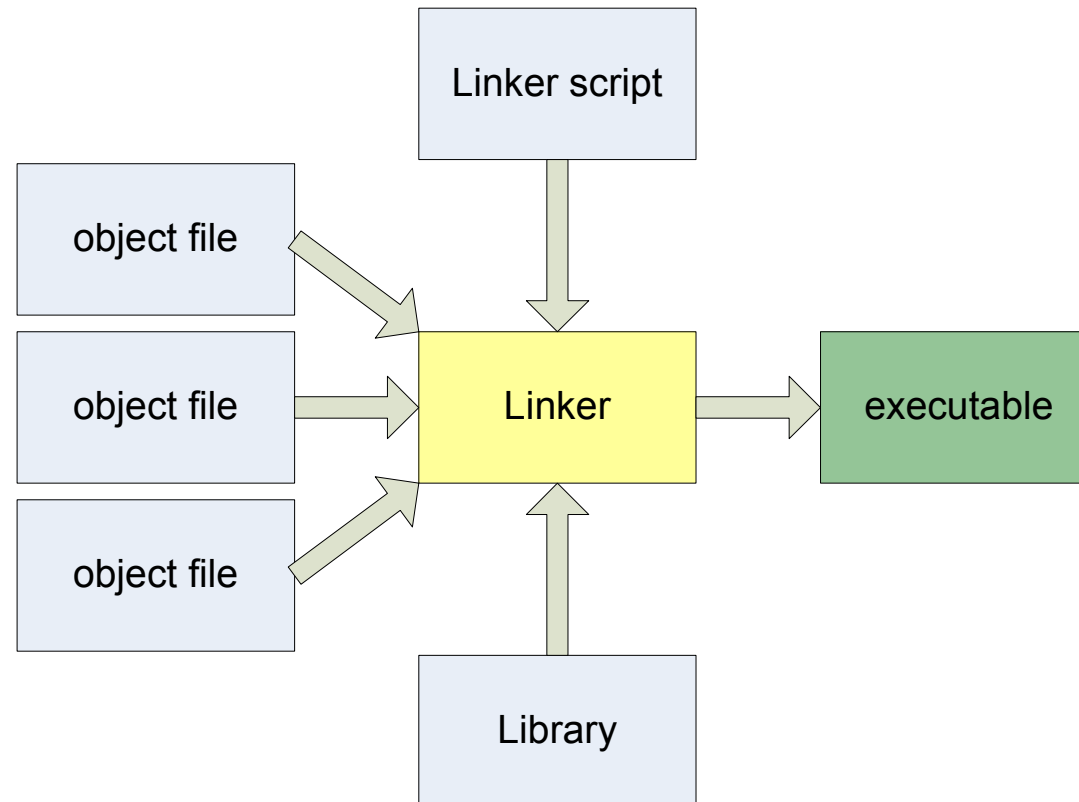 Linker script
object file
object file
Linker
executable
object file
Library